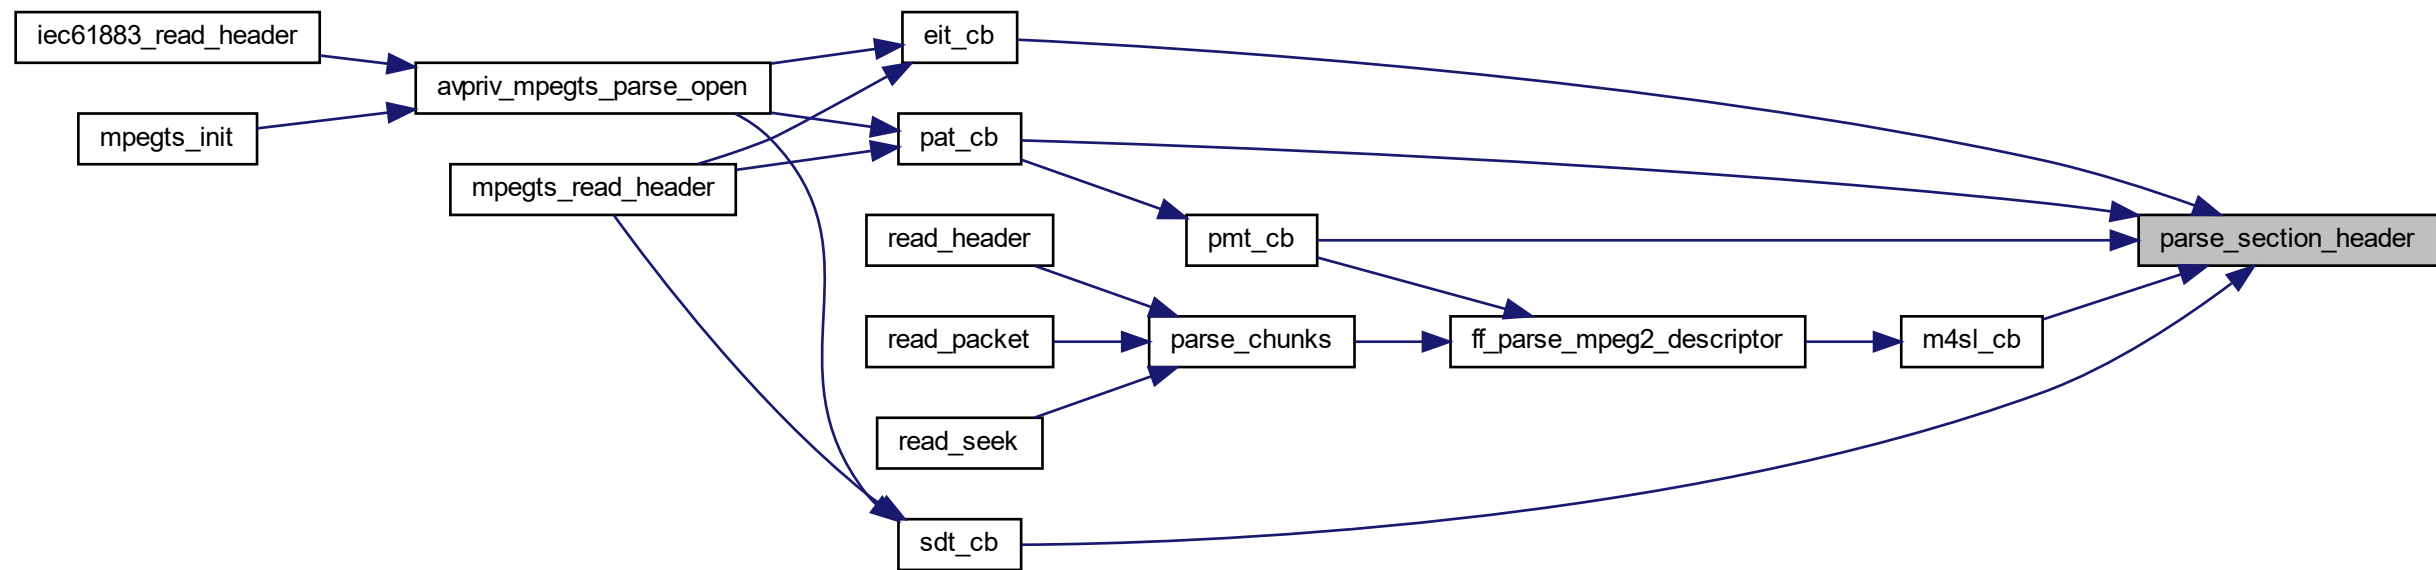 iec61883_read_header
eit_cb
avpriv_mpegts_parse_open
mpegts_init
pat_cb
mpegts_read_header
read_header
pmt_cb
parse_section_header
read_packet
parse_chunks
ff_parse_mpeg2_descriptor
m4sl_cb
read_seek
sdt_cb